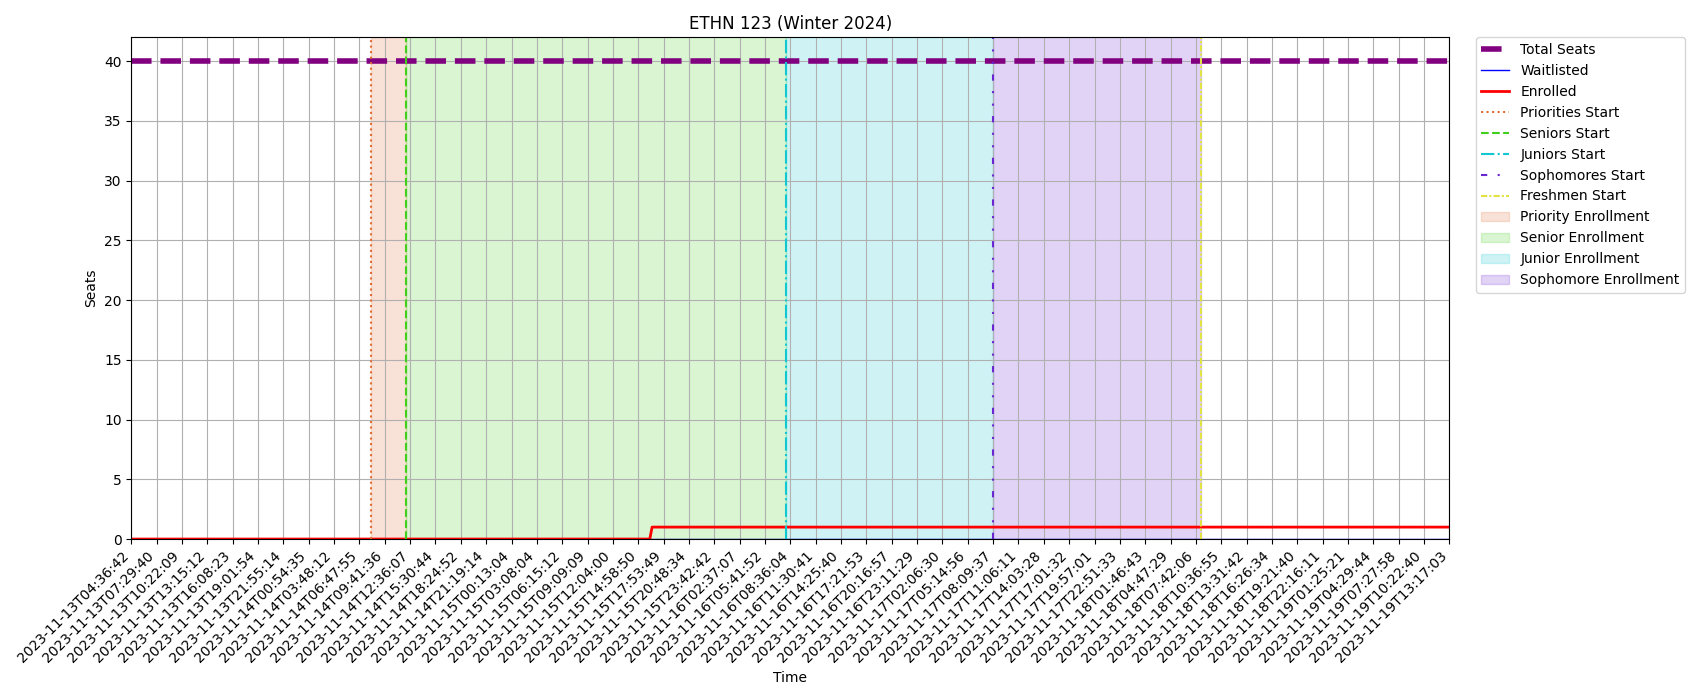 ETHN 123 (Winter 2024)
40
35
30
25
20
15
10
5
0
Seats
2023-11-13T04:36:42
2023-11-13T07:29:40
2023-11-13T10:22:09
2023-11-13T13:15:12
2023-11-13T16:08:23
2023-11-13T19:01:54
2023-11-13T21:55:14
2023-11-14T00:54:35
2023-11-14T03:48:12
2023-11-14T06:47:55
2023-11-14T09:41:36
2023-11-14T12:36:07
2023-11-14T15:30:44
2023-11-14T18:24:52
2023-11-14T21:19:14
2023-11-15T00:13:04
2023-11-15T03:08:04
2023-11-15T06:15:12
2023-11-15T09:09:09
2023-11-15T12:04:00
2023-11-15T14:58:50
2023-11-15T17:53:49
2023-11-15T20:48:34
2023-11-15T23:42:42
2023-11-16T02:37:07
2023-11-16T05:41:52
2023-11-16T08:36:04
2023-11-16T11:30:41
2023-11-16T14:25:40
2023-11-16T17:21:53
2023-11-16T20:16:57
2023-11-16T23:11:29
2023-11-17T02:06:30
2023-11-17T05:14:56
2023-11-17T08:09:37
2023-11-17T11:06:11
2023-11-17T14:03:28
2023-11-17T17:01:32
2023-11-17T19:57:01
2023-11-17T22:51:33
2023-11-18T01:46:43
2023-11-18T04:47:29
2023-11-18T07:42:06
2023-11-18T10:36:55
2023-11-18T13:31:42
2023-11-18T16:26:34
2023-11-18T19:21:40
2023-11-18T22:16:11
2023-11-19T01:25:21
2023-11-19T04:29:44
2023-11-19T07:27:58
2023-11-19T10:22:40
2023-11-19T13:17:03
Time
Total Seats
Waitlisted
Enrolled
Priorities Start
Seniors Start
Juniors Start
Sophomores Start
Freshmen Start
Priority Enrollment
Senior Enrollment
Junior Enrollment
Sophomore Enrollment